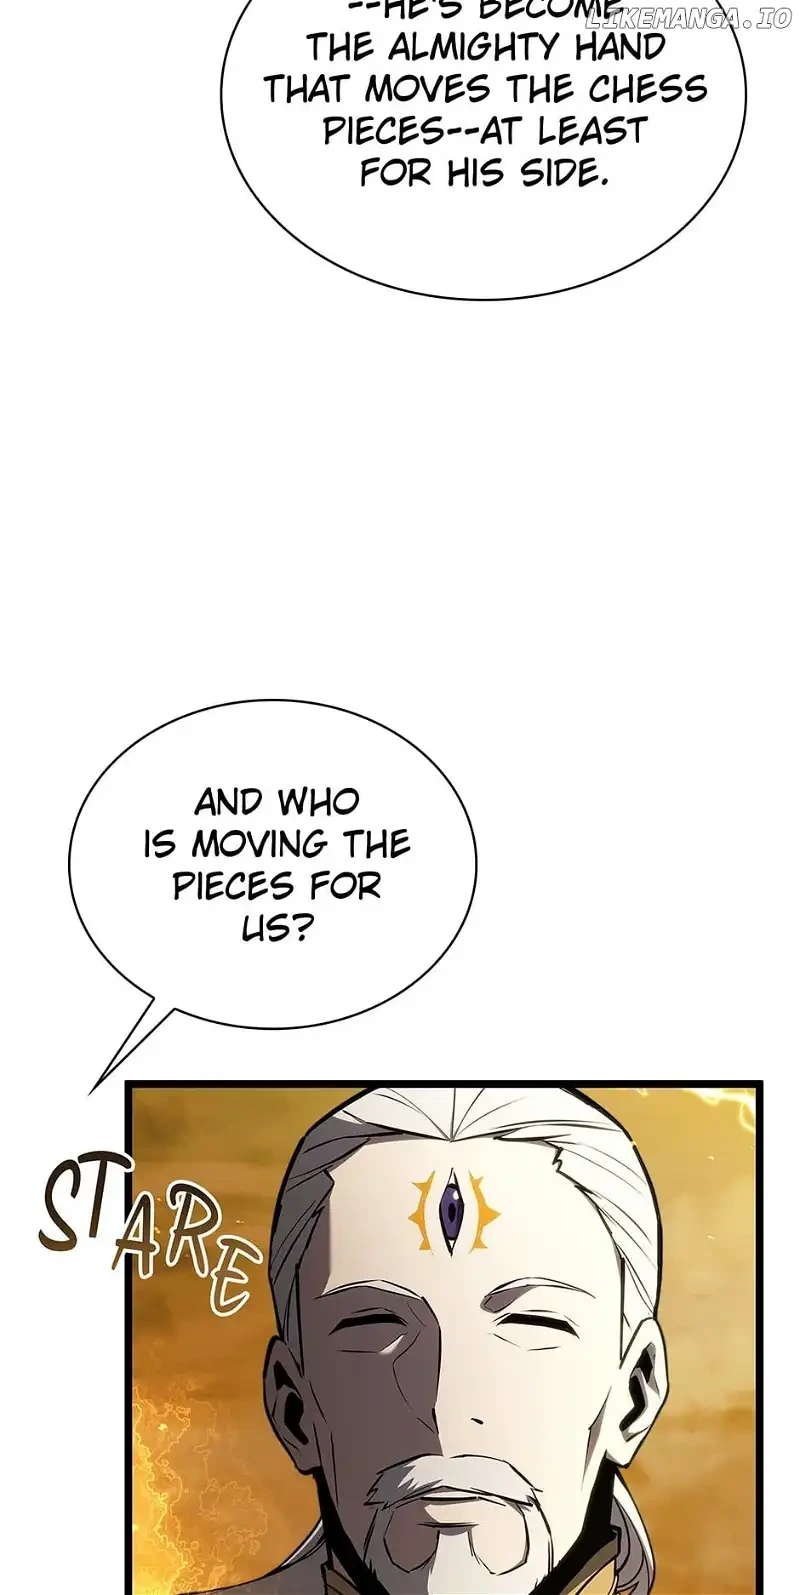 --HE'S BECOME
LIKEMANGA.IO
THE ALMIGHTY HAND
THAT MOVES THE CHESS
PIECES--AT LEAST
FOR HIS SIDE.
AND WHO
IS MOVING THE
PIECES FOR
US?
STARE